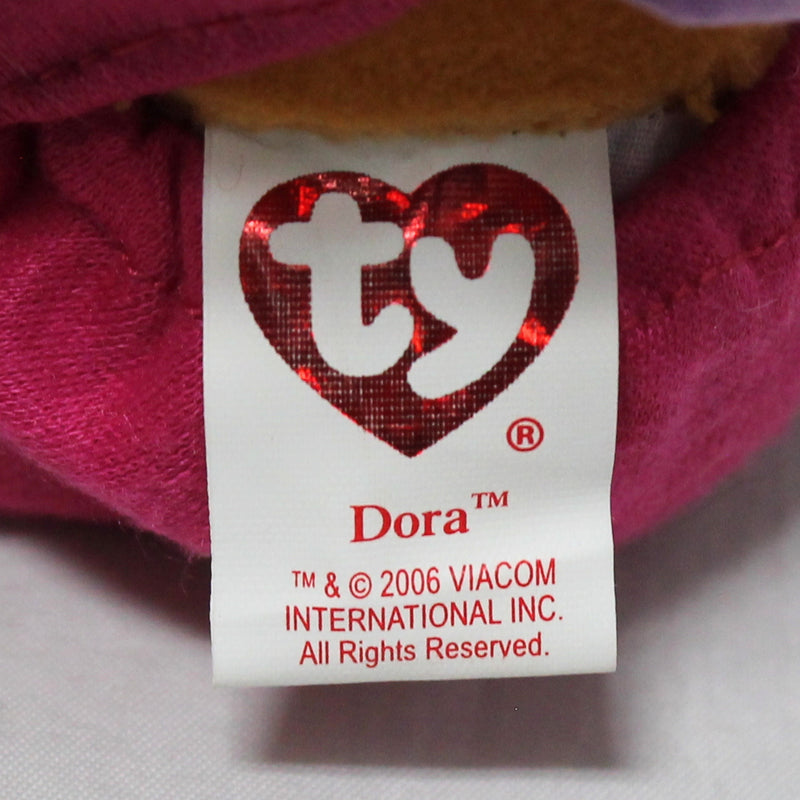 ty
®
Dora™
™ & © 2006 VIACOM
INTERNATIONAL INC.
All Rights Reserved.